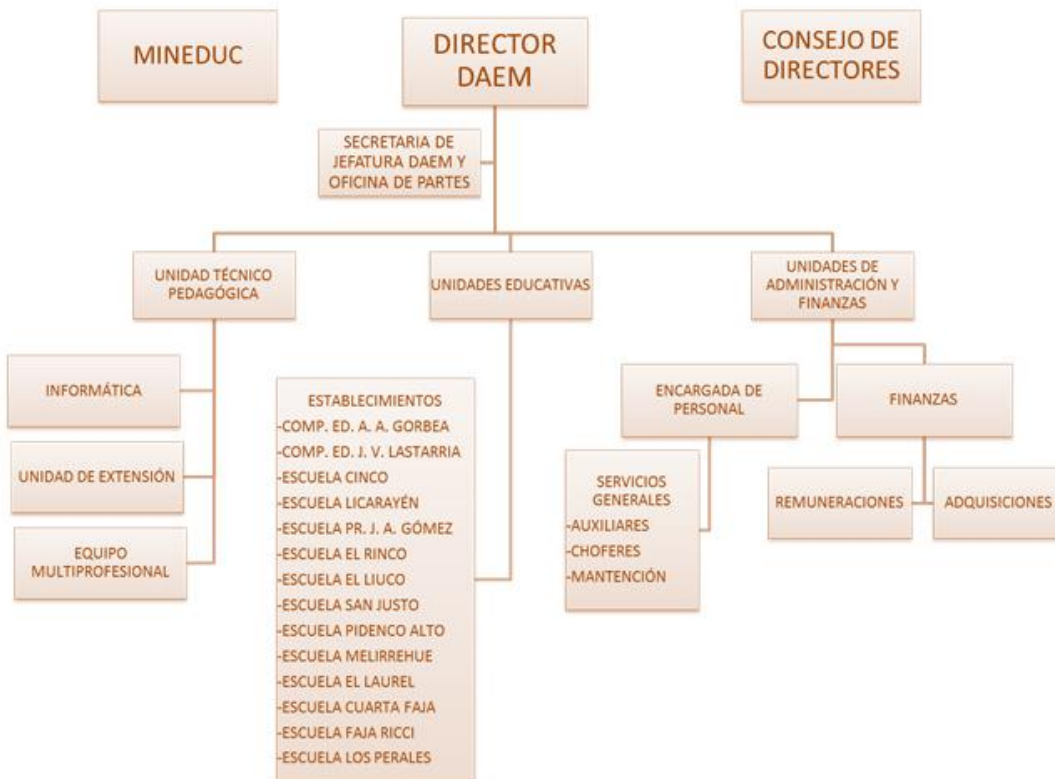 MINEDUC
DIRECTOR
DAEM
CONSEJO DE
DIRECTORES
SECRETARIA DE
JEFATURA DAEM Y
OFICINA DE PARTES
UNIDAD TÉCNICO
PEDAGÓGICA
UNIDADES EDUCATIVAS
UNIDADES DE
ADMINISTRACIÓN Y
FINANZAS
INFORMÁTICA
UNIDAD DE EXTENSIÓN
EQUIPO
MULTIPROFESIONAL
ESTABLECIMIENTOS
-COMP. ED. A. A. GORBEA
-COMP. ED. J. V. LASTARRIA
-ESCUELA CINCO
-ESCUELA LICARAYÉN
-ESCUELA PR. J. A. GÓMEZ
-ESCUELA EL RINCO
-ESCUELA EL LIUCO
-ESCUELA SAN JUSTO
-ESCUELA PIDENCO ALTO
-ESCUELA MELIRREHUE
-ESCUELA EL LAUREL
-ESCUELA CUARTA FAJA
-ESCUELA FAJA RICCI
-ESCUELA LOS PERALES
ENCARGADA DE
PERSONAL
FINANZAS
SERVICIOS
GENERALES
-AUXILIARES
-CHOFERES
-MANTENCIÓN
REMUNERACIONES
ADQUISICIONES